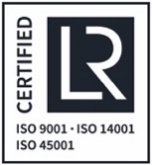 CERTIFIED
LR
ISO 9001 · ISO 14001
ISO 45001